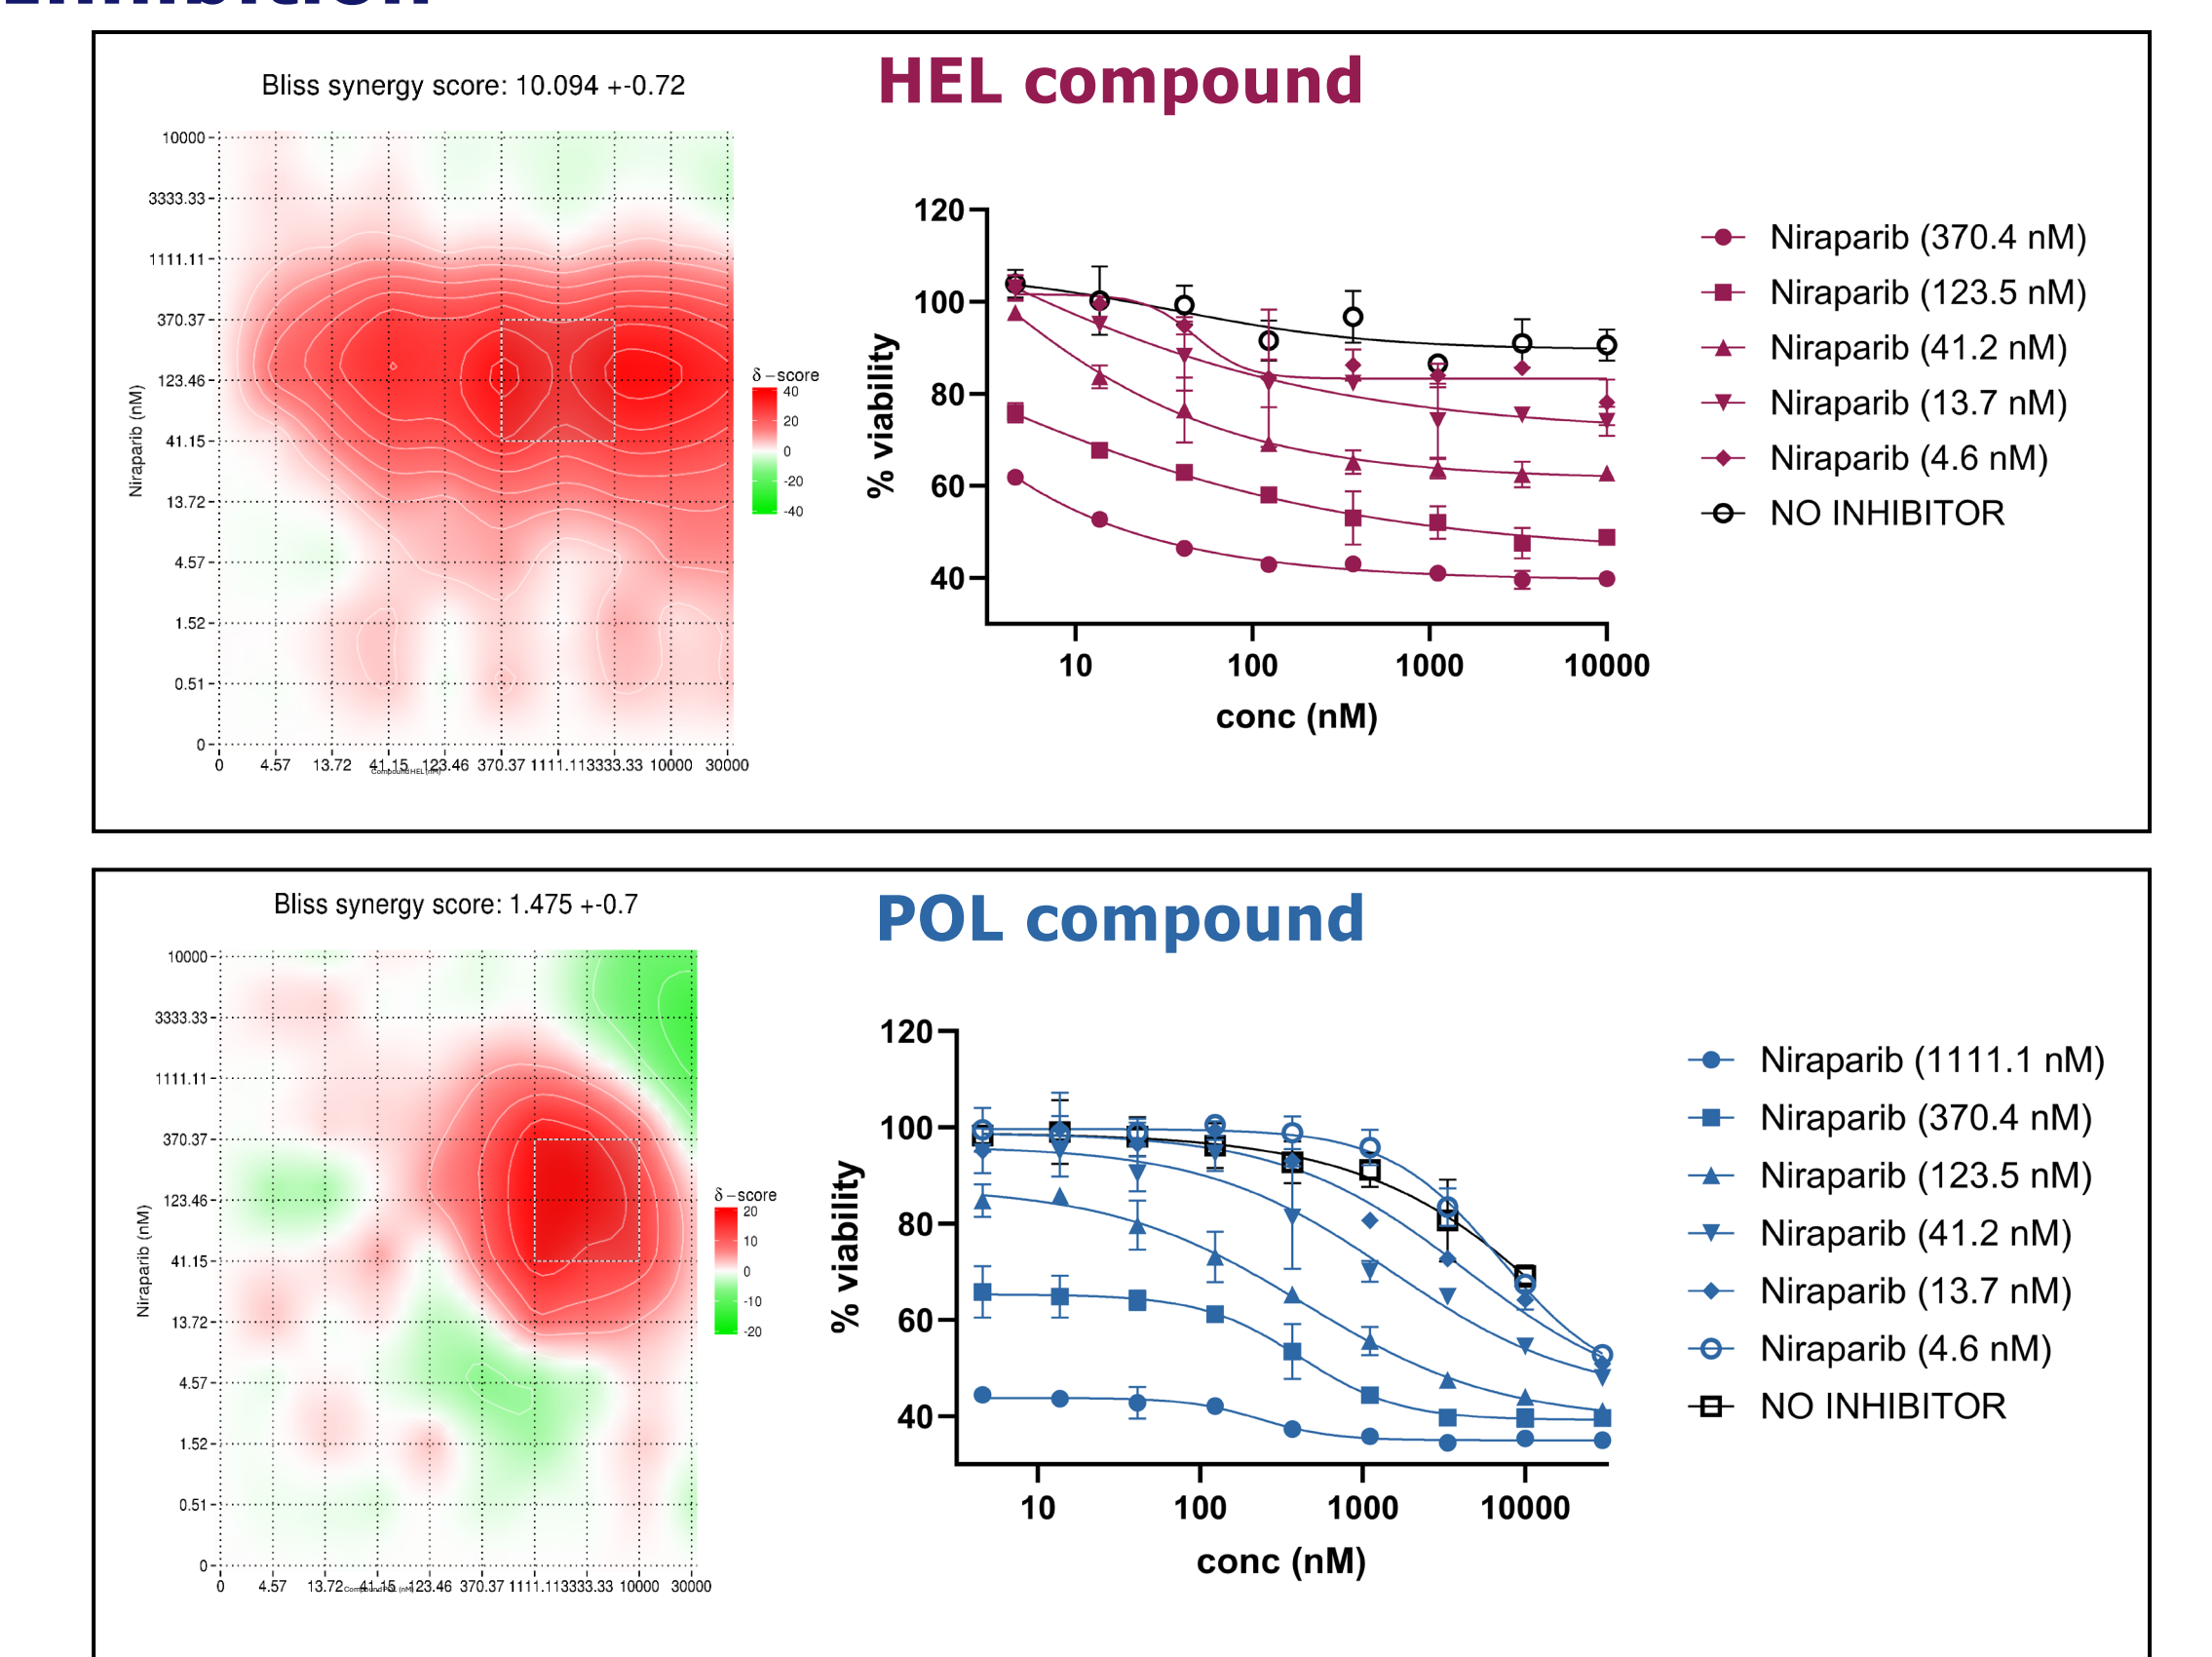 HEL compound
Bliss synergy score: 10.094 +-0.72
10000
3333.33
1111.11
370.37
123.46
41.15
13.72
4.57
1.52
0.51
0
Niraparib (nM)
0 4.57 13.72 41.15 123.46 370.37 1111.11 3333.33 10000 30000
Compound HEL (nM)
δ -score
40
20
0
-20
-40
120
100
80
60
40
% viability
10 100 1000 10000
conc (nM)
Niraparib (370.4 nM)
Niraparib (123.5 nM)
Niraparib (41.2 nM)
Niraparib (13.7 nM)
Niraparib (4.6 nM)
NO INHIBITOR
POL compound
Bliss synergy score: 1.475 +-0.7
10000
3333.33
1111.11
370.37
123.46
41.15
13.72
4.57
1.52
0.51
0
Niraparib (nM)
0 4.57 13.72 41.15 123.46 370.37 1111.11 3333.33 10000 30000
Compound POL (nM)
δ -score
20
10
0
-10
-20
120
100
80
60
40
% viability
10 100 1000 10000
conc (nM)
Niraparib (1111.1 nM)
Niraparib (370.4 nM)
Niraparib (123.5 nM)
Niraparib (41.2 nM)
Niraparib (13.7 nM)
Niraparib (4.6 nM)
NO INHIBITOR